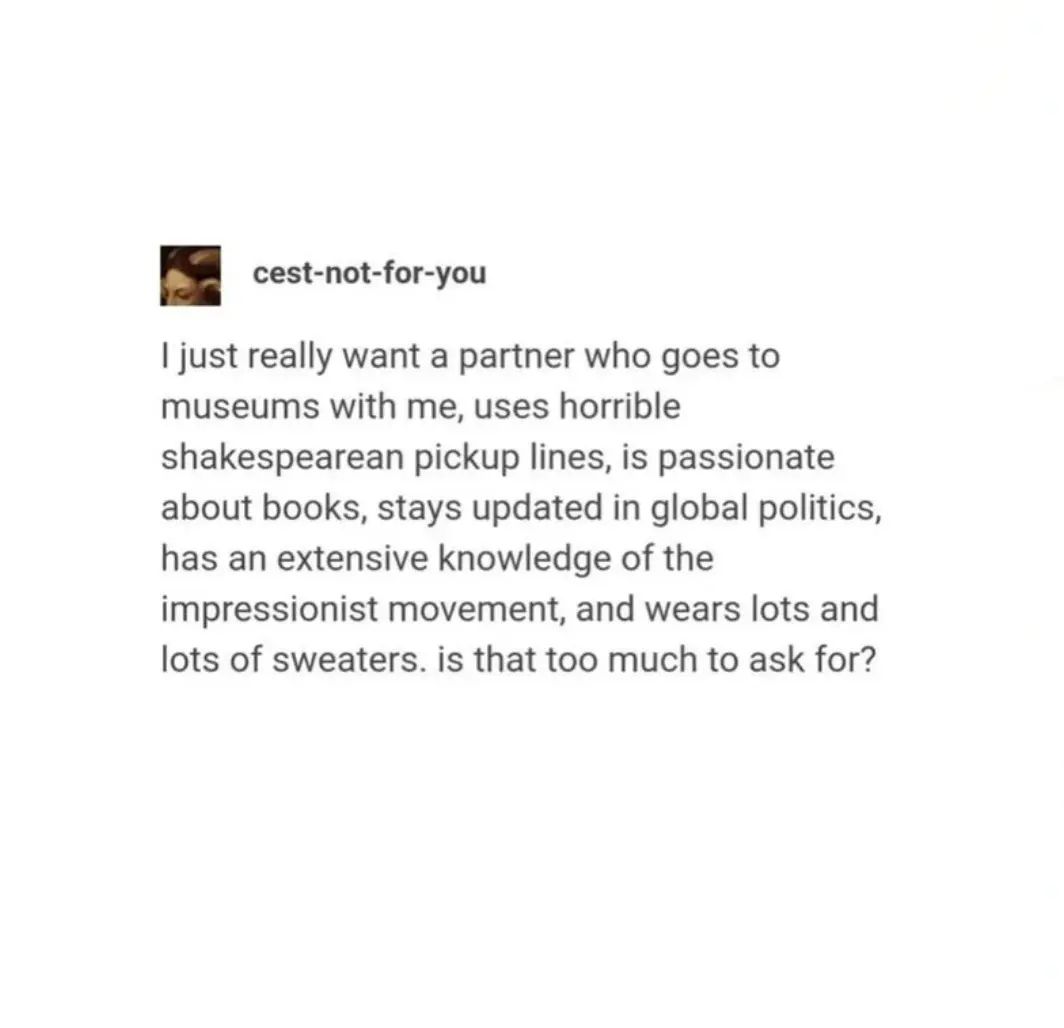 cest-not-for-you
I just really want a partner who goes to
museums with me, uses horrible
shakespearean pickup lines, is passionate
about books, stays updated in global politics,
has an extensive knowledge of the
impressionist movement, and wears lots and
lots of sweaters. is that too much to ask for?